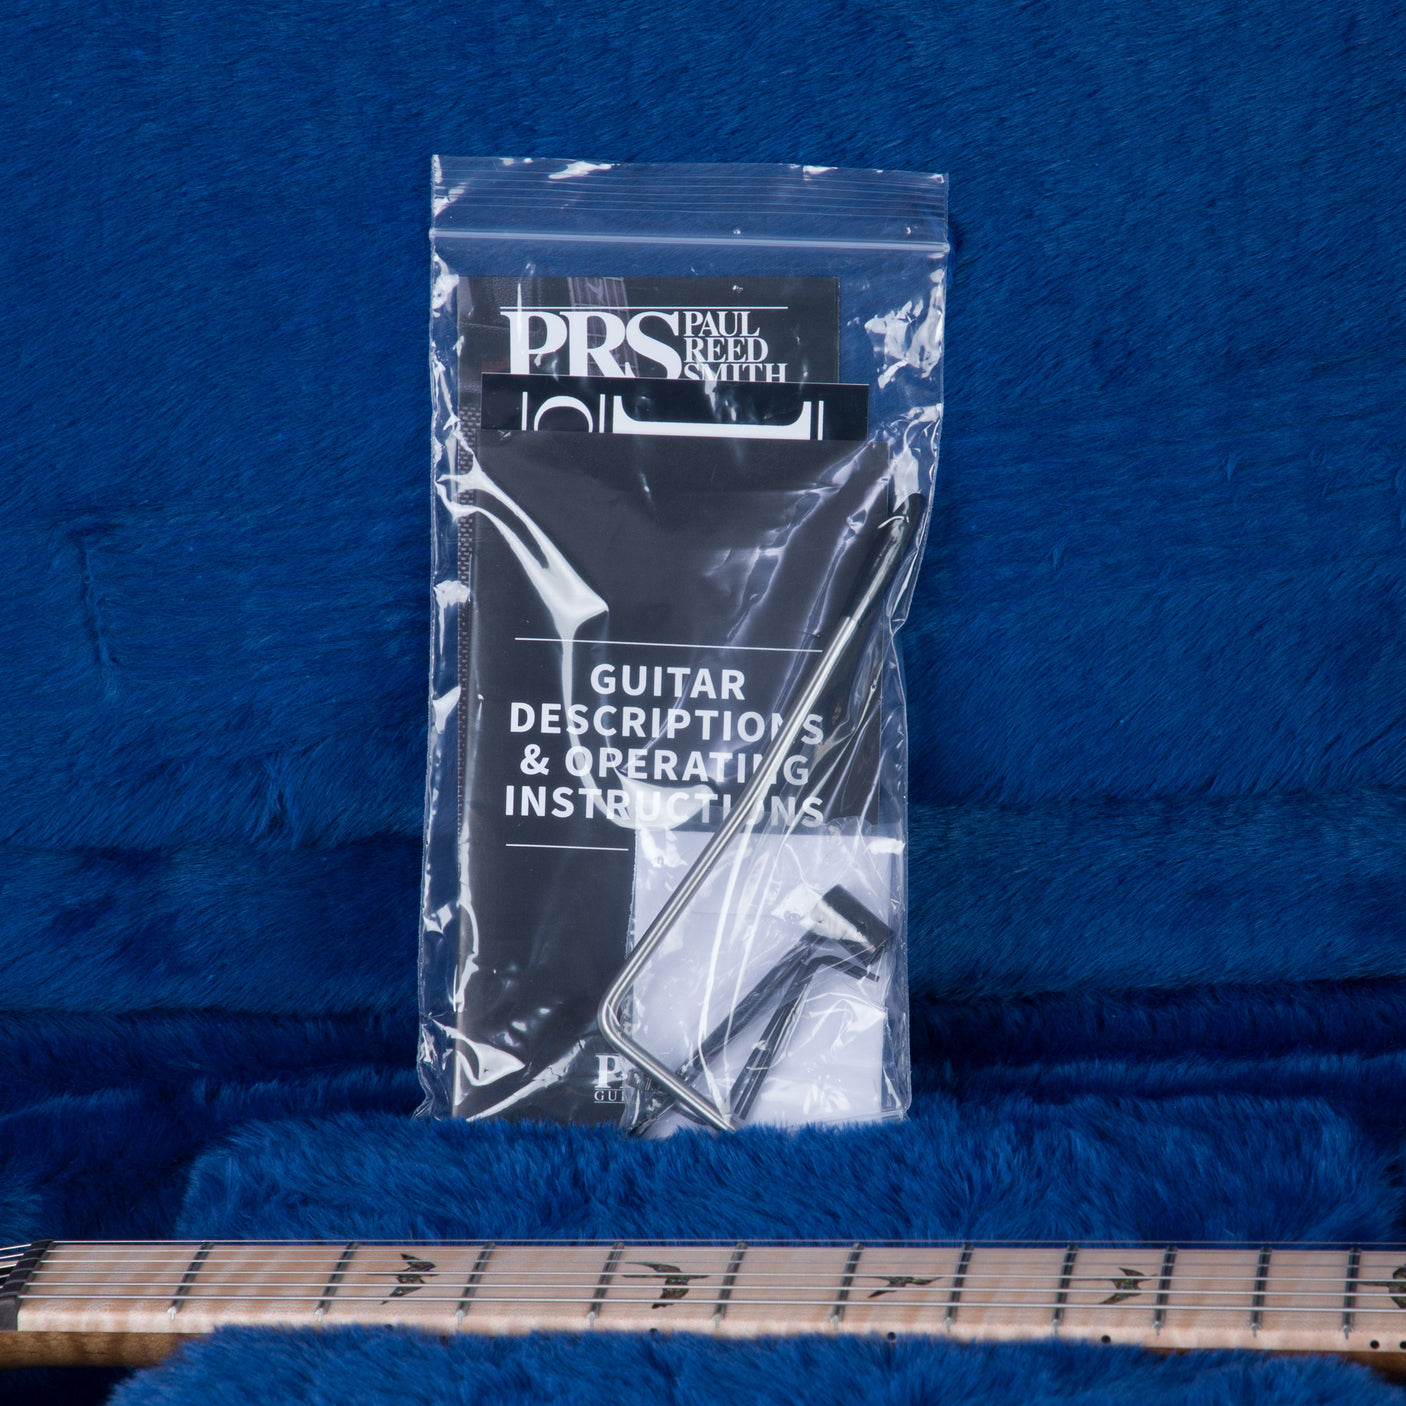 PRS PAUL
REED
SMITH
GUITAR
DESCRIPTIONS
& OPERATING
INSTRUCTIONS